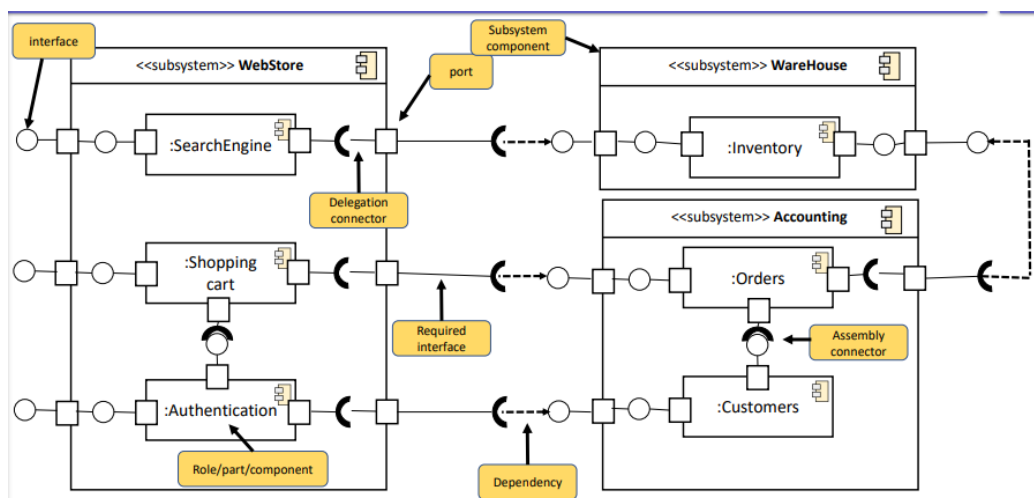 interface
<<subsystem>> WebStore
port
Subsystem
component
<<subsystem>> WareHouse
:SearchEngine
:Inventory
Delegation
connector
<<subsystem>> Accounting
:Shopping
cart
:Orders
Required
interface
Assembly
connector
:Authentication
:Customers
Role/part/component
Dependency